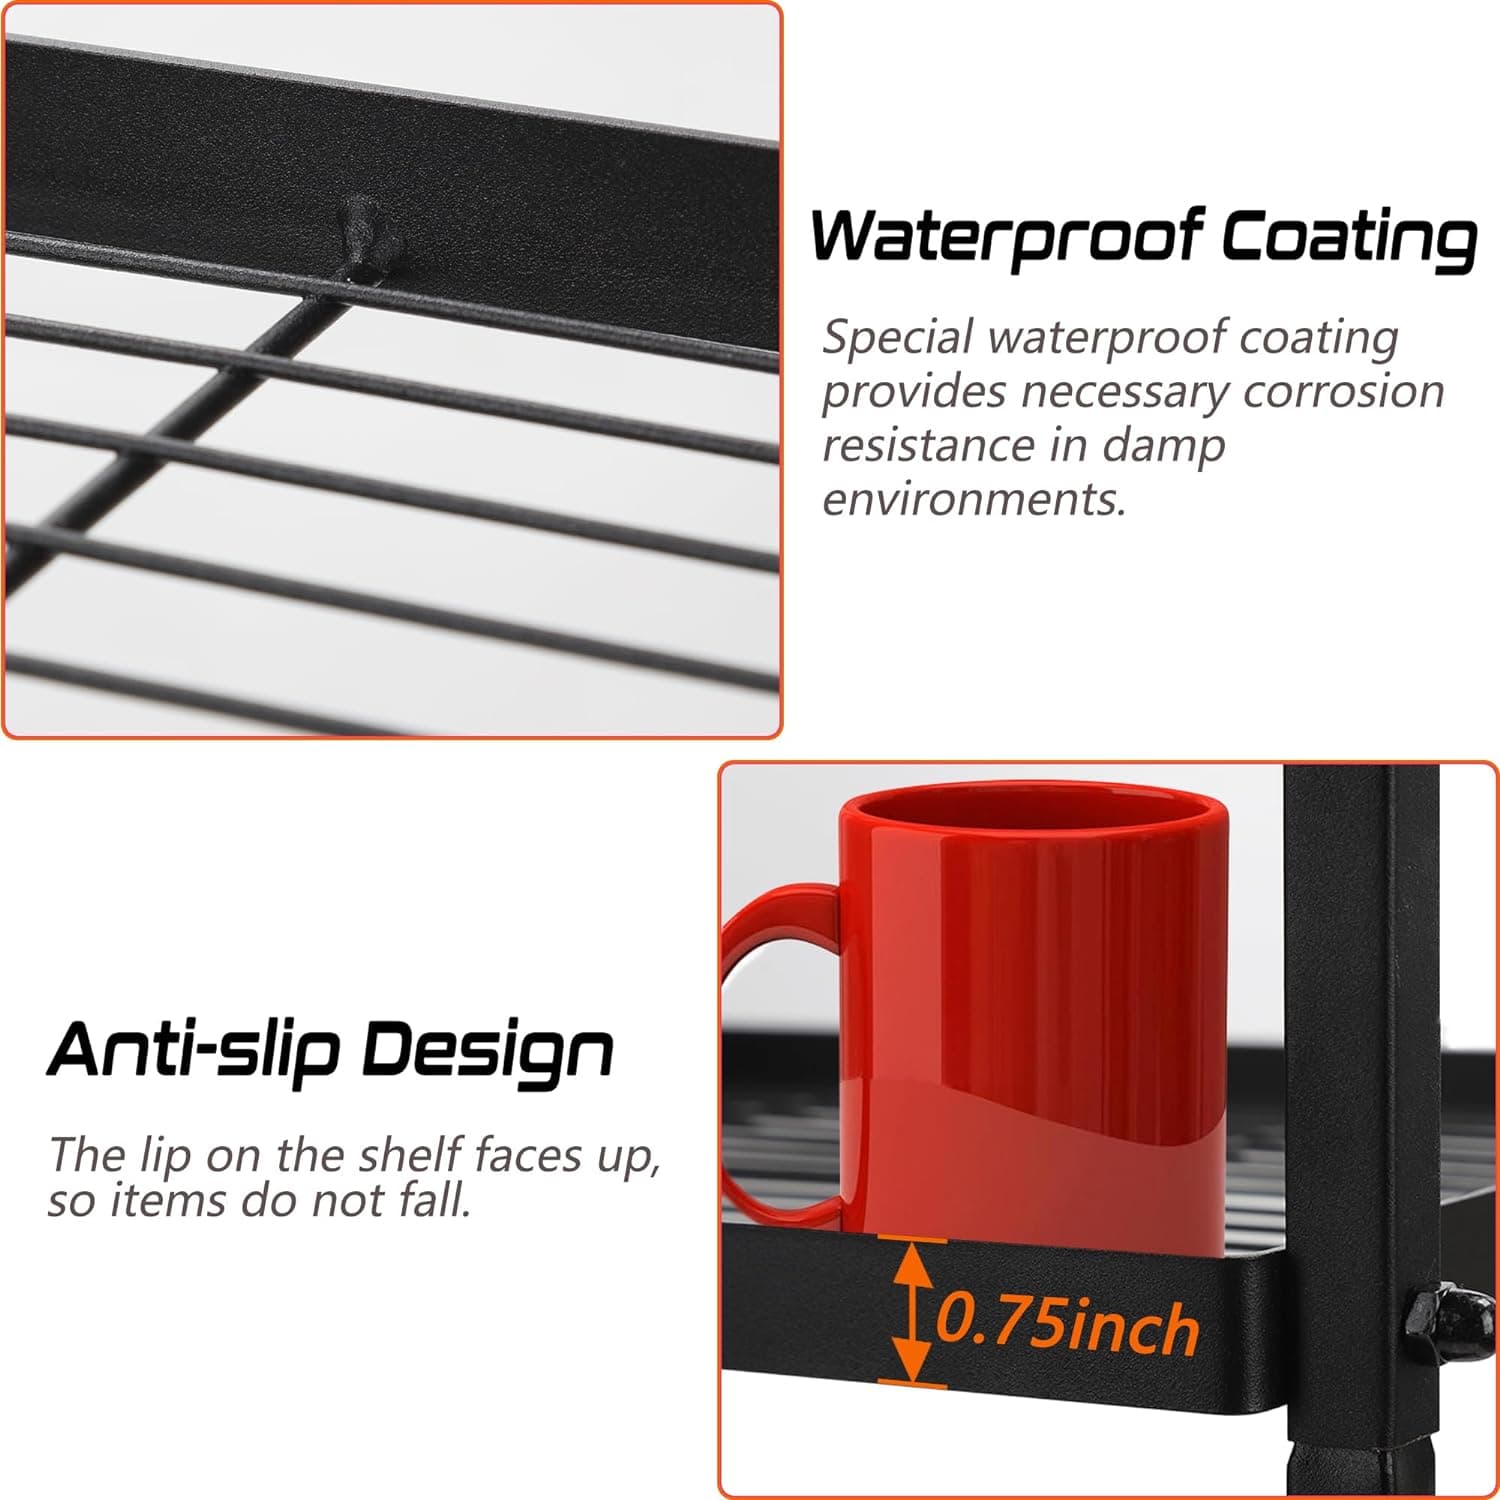 Waterproof Coating
Special waterproof coating
provides necessary corrosion
resistance in damp
environments.
Anti-slip Design
The lip on the shelf faces up,
so items do not fall.
0.75inch